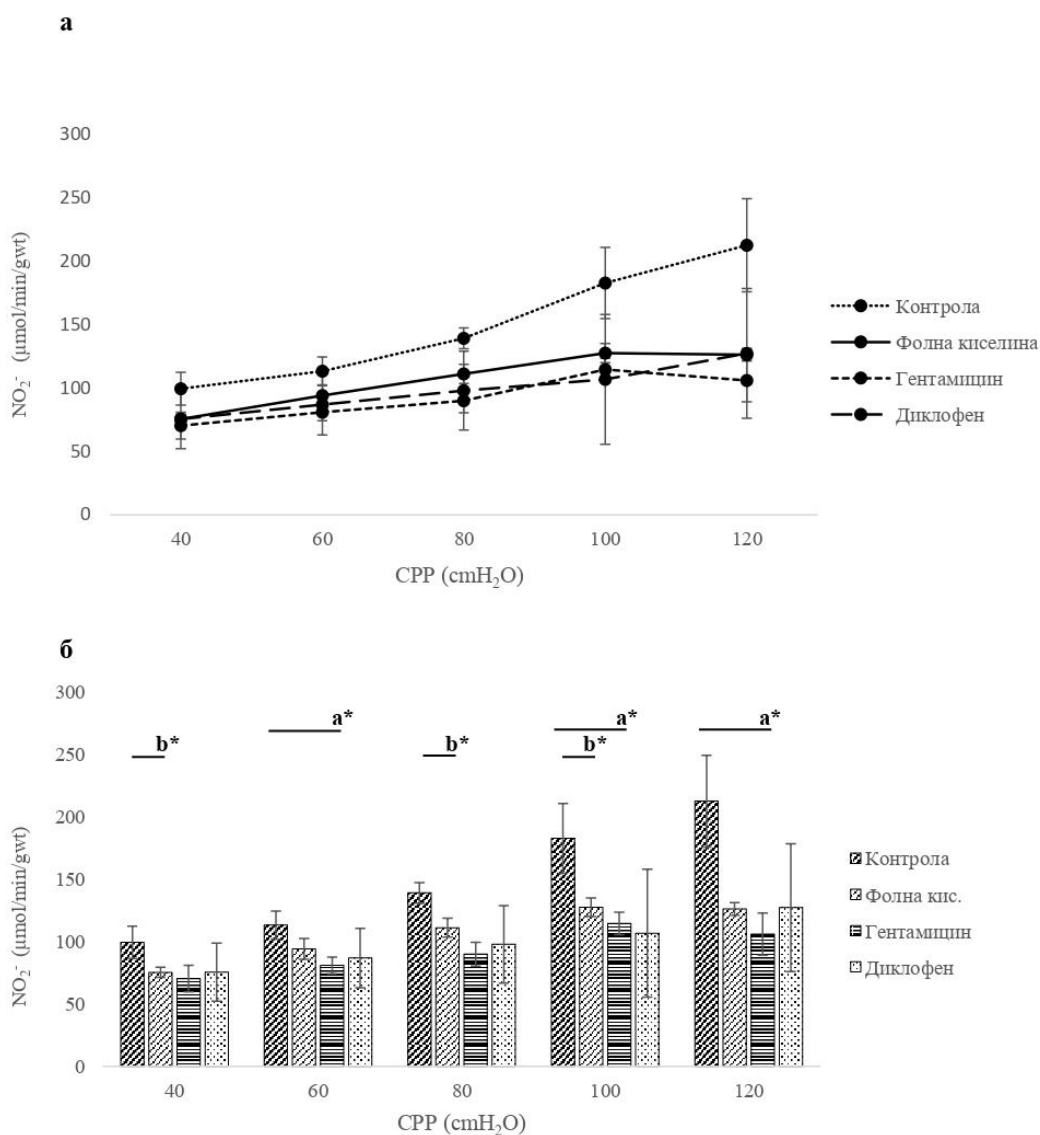 а
300
250
200
150
100
50
0
NO₂⁻ (μmol/min/gwt)
40 60 80 100 120
CPP (cmH₂O)
Контрола
Фолна киселина
Гентамицин
Диклофен
б
300
250
200
150
100
50
0
NO₂⁻ (μmol/min/gwt)
b* a* b* a* b* a*
40 60 80 100 120
CPP (cmH₂O)
Контрола
Фолна кис.
Гентамицин
Диклофен